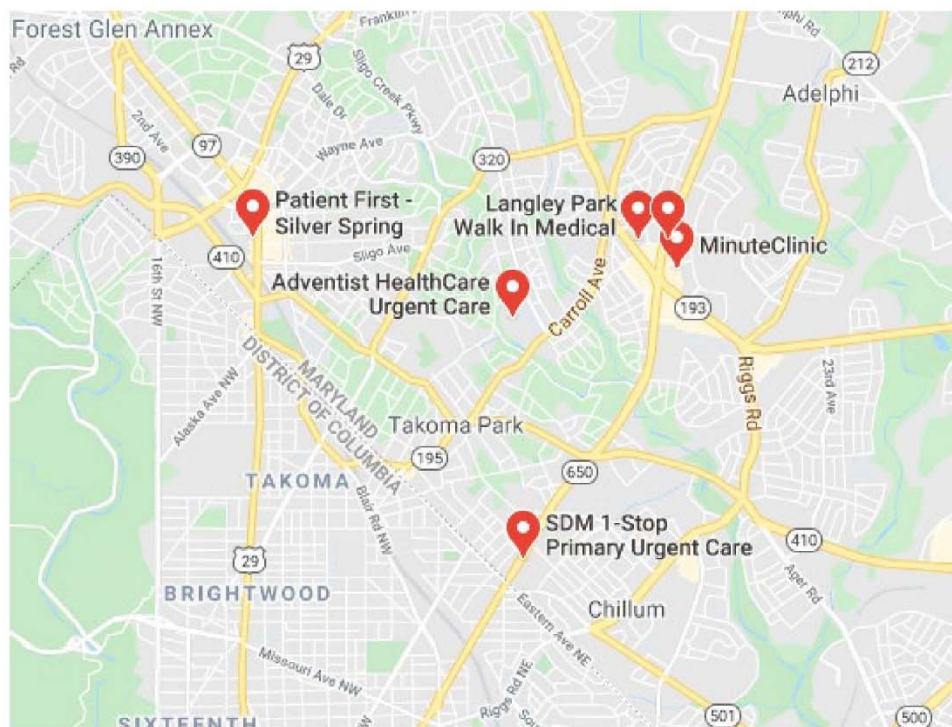 Forest Glen Annex
Franklin
29
Sligo Creek Pkwy
Dale Dr
212
Adelphi
2nd Ave
97
390
Wayne Ave
320
Patient First -
Silver Spring
Langley Park
Walk In Medical
MinuteClinic
410
Sligo Ave
16th St NW
Adventist HealthCare
Urgent Care
Carroll Ave
193
Riggs Rd
23rd Ave
MARYLAND
DISTRICT OF COLUMBIA
Alaska Ave NW
Takoma Park
195
TAKOMA
650
Blair Rd NW
SDM 1-Stop
Primary Urgent Care
410
29
BRIGHTWOOD
Eastern Ave NE
Ager Rd
Chillum
Missouri Ave NW
Riggs Rd NE
501
500
SIXTEENTH